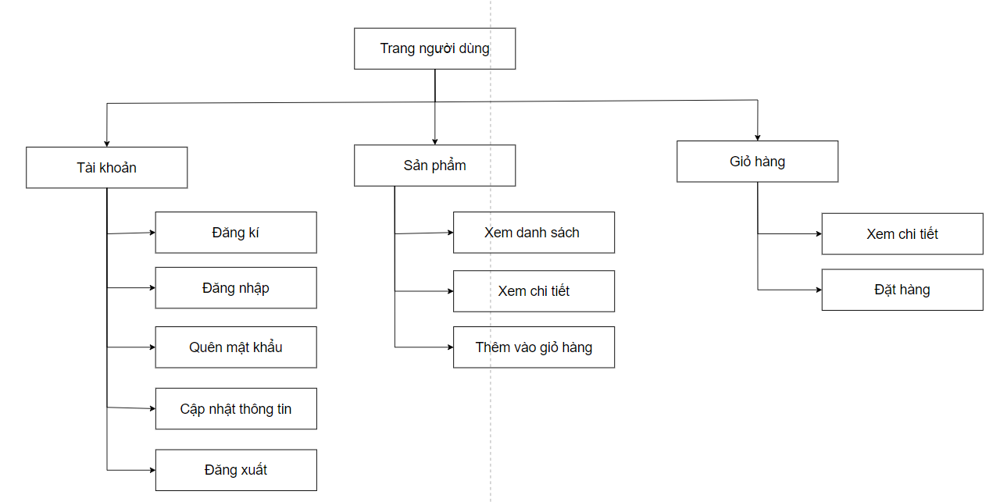 Trang người dùng
Tài khoản
Sản phẩm
Giỏ hàng
Đăng kí
Đăng nhập
Quên mật khẩu
Cập nhật thông tin
Đăng xuất
Xem danh sách
Xem chi tiết
Thêm vào giỏ hàng
Xem chi tiết
Đặt hàng